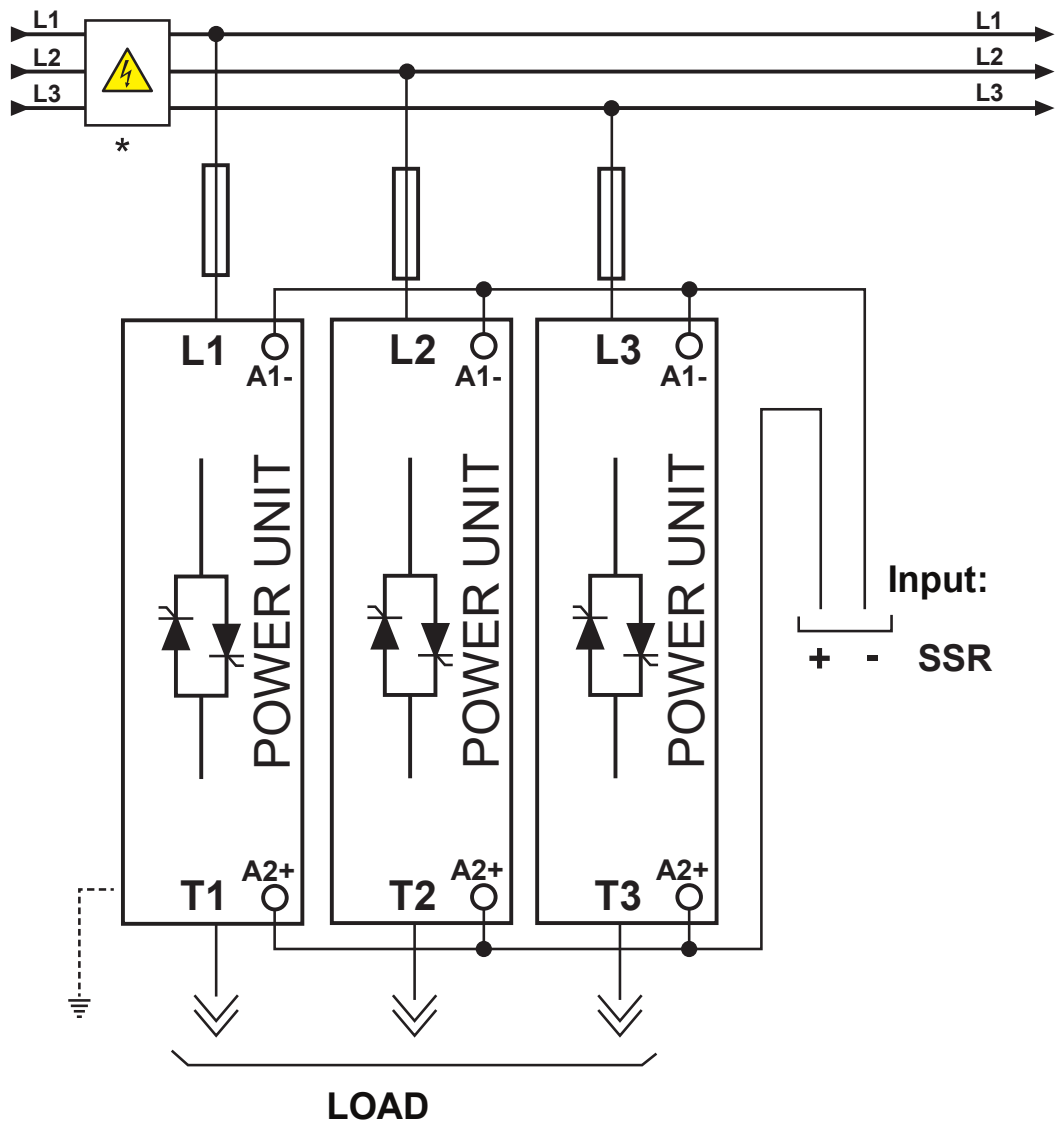 L1
L1
L2
L2
L3
L3
*
L1
A1-
L2
A1-
L3
A1-
POWER UNIT
POWER UNIT
POWER UNIT
Input:
+ - SSR
T1
A2+
T2
A2+
T3
A2+
LOAD